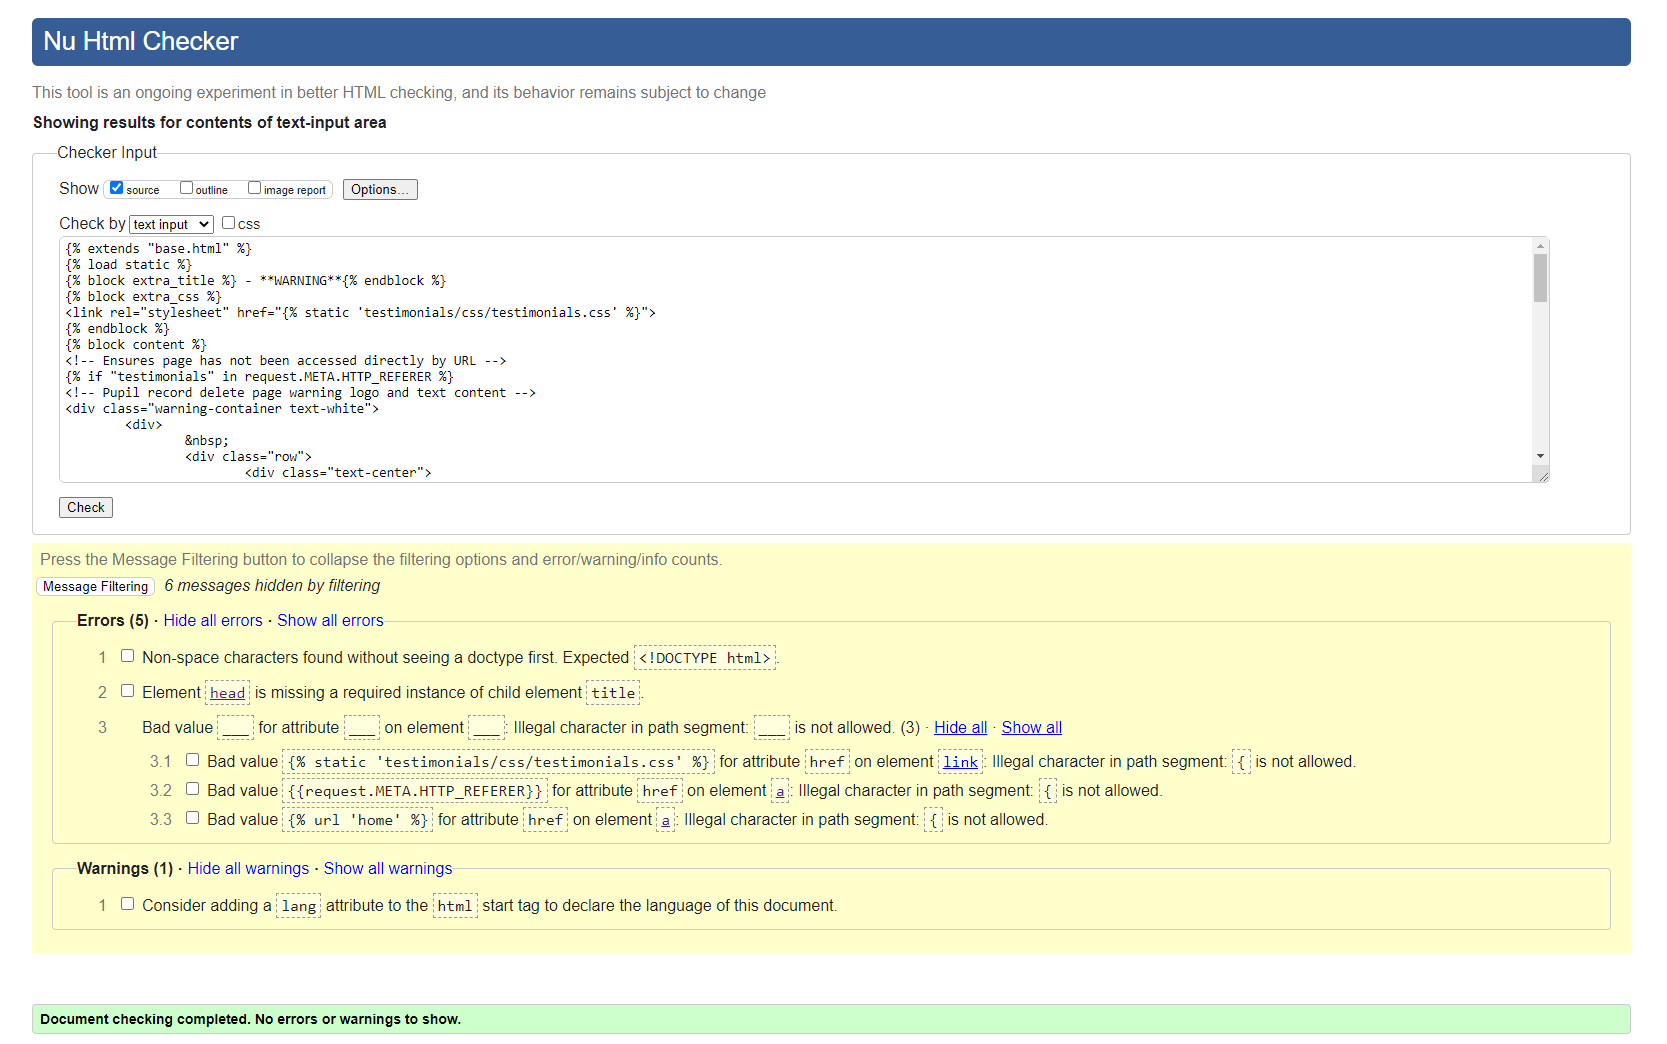 Nu Html Checker
This tool is an ongoing experiment in better HTML checking, and its behavior remains subject to change
Showing results for contents of text-input area
Checker Input
Show source outline image report Options...
Check by text input css
{% extends "base.html" %}
{% load static %}
{% block extra_title %} - **WARNING**{% endblock %}
{% block extra_css %}
<link rel="stylesheet" href="{% static 'testimonials/css/testimonials.css' %}">
{% endblock %}
{% block content %}
<!-- Ensures page has not been accessed directly by URL -->
{% if "testimonials" in request.META.HTTP_REFERER %}
<!-- Pupil record delete page warning logo and text content -->
<div class="warning-container text-white">
<div>
&nbsp;
<div class="row">
<div class="text-center">
Check
Press the Message Filtering button to collapse the filtering options and error/warning/info counts.
Message Filtering 6 messages hidden by filtering
Errors (5) · Hide all errors · Show all errors
1 Non-space characters found without seeing a doctype first. Expected <!DOCTYPE html>.
2 Element head is missing a required instance of child element title.
3 Bad value ___ for attribute ___ on element ___: Illegal character in path segment: ___ is not allowed. (3) · Hide all · Show all
3.1 Bad value {% static 'testimonials/css/testimonials.css' %} for attribute href on element link: Illegal character in path segment: { is not allowed.
3.2 Bad value {{request.META.HTTP_REFERER}} for attribute href on element a: Illegal character in path segment: { is not allowed.
3.3 Bad value {% url 'home' %} for attribute href on element a: Illegal character in path segment: { is not allowed.
Warnings (1) · Hide all warnings · Show all warnings
1 Consider adding a lang attribute to the html start tag to declare the language of this document.
Document checking completed. No errors or warnings to show.